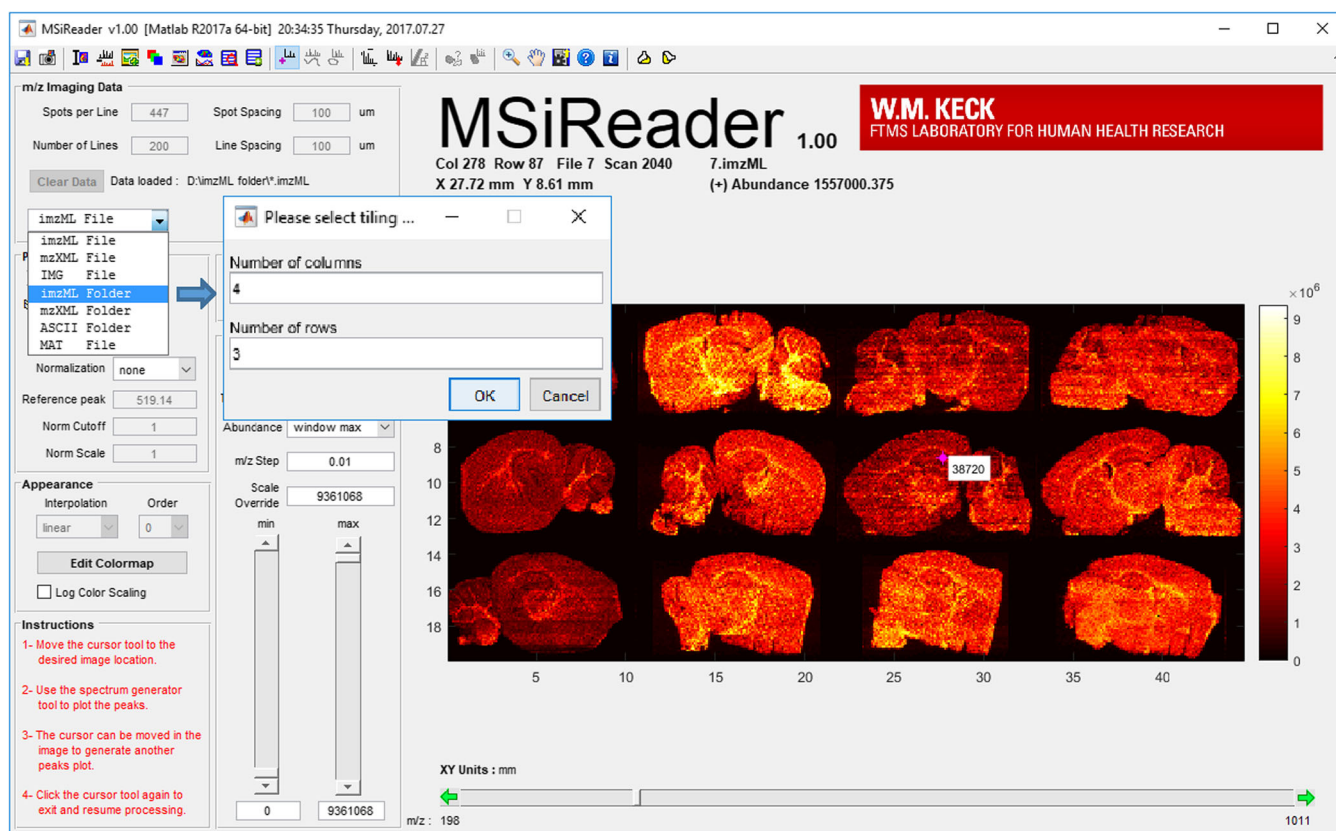 MSiReader v1.00 [Matlab R2017a 64-bit] 20:34:35 Thursday, 2017.07.27
m/z Imaging Data
Spots per Line 447 Spot Spacing 100 um
Number of Lines 200 Line Spacing 100 um
Clear Data Data loaded : D:\imzML folder\*.imzML
imzML File
imzML File
mzXML File
IMG File
imzML Folder
mzXML Folder
ASCII Folder
MAT File
Normalization none
Reference peak 519.14
Norm Cutoff 1
Norm Scale 1
Appearance
Interpolation Order
linear 0
Edit Colormap
Log Color Scaling
Instructions
1- Move the cursor tool to the
desired image location.
2- Use the spectrum generator
tool to plot the peaks.
3- The cursor can be moved in the
image to generate another
peaks plot.
4- Click the cursor tool again to
exit and resume processing.
Please select tiling ...
Number of columns
4
Number of rows
3
OK Cancel
Abundance window max
m/z Step 0.01
Scale
Override 9361068
min max
0 9361068
MSiReader 1.00
W.M. KECK
FTMS LABORATORY FOR HUMAN HEALTH RESEARCH
Col 278 Row 87 File 7 Scan 2040 7.imzML
X 27.72 mm Y 8.61 mm (+) Abundance 1557000.375
×10⁶
9
8
7
6
5
4
3
2
1
0
8
10
12
14
16
18
38720
5 10 15 20 25 30 35 40
XY Units : mm
m/z : 198 1011